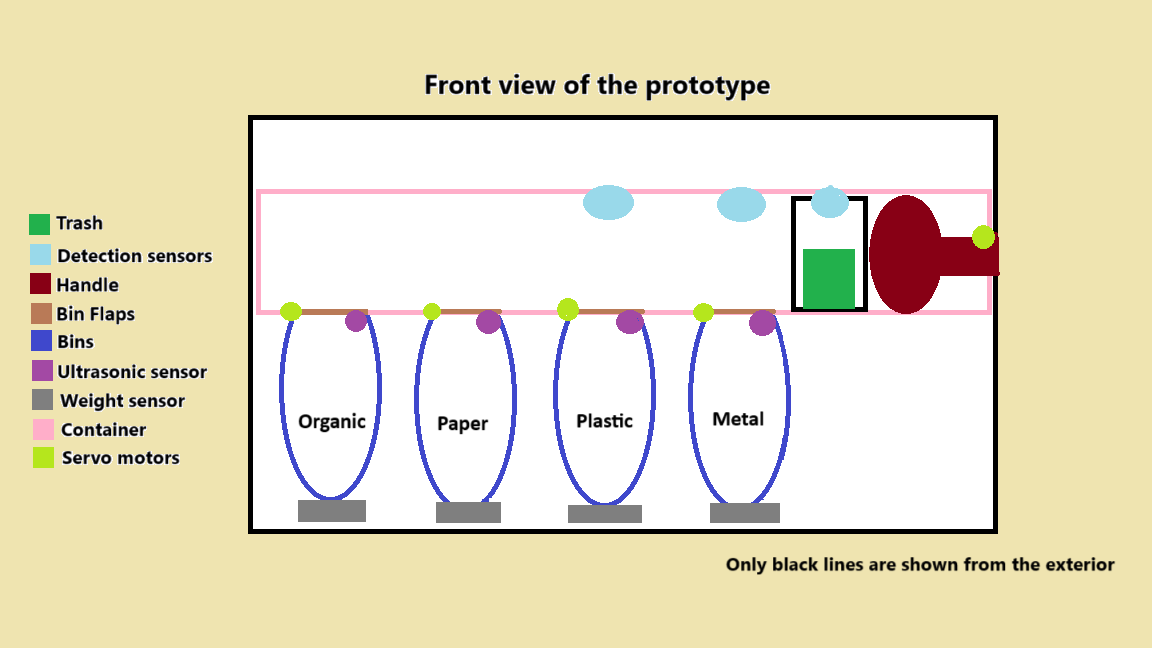 Front view of the prototype
Trash
Detection sensors
Handle
Bin Flaps
Bins
Ultrasonic sensor
Weight sensor
Container
Servo motors
Organic
Paper
Plastic
Metal
Only black lines are shown from the exterior